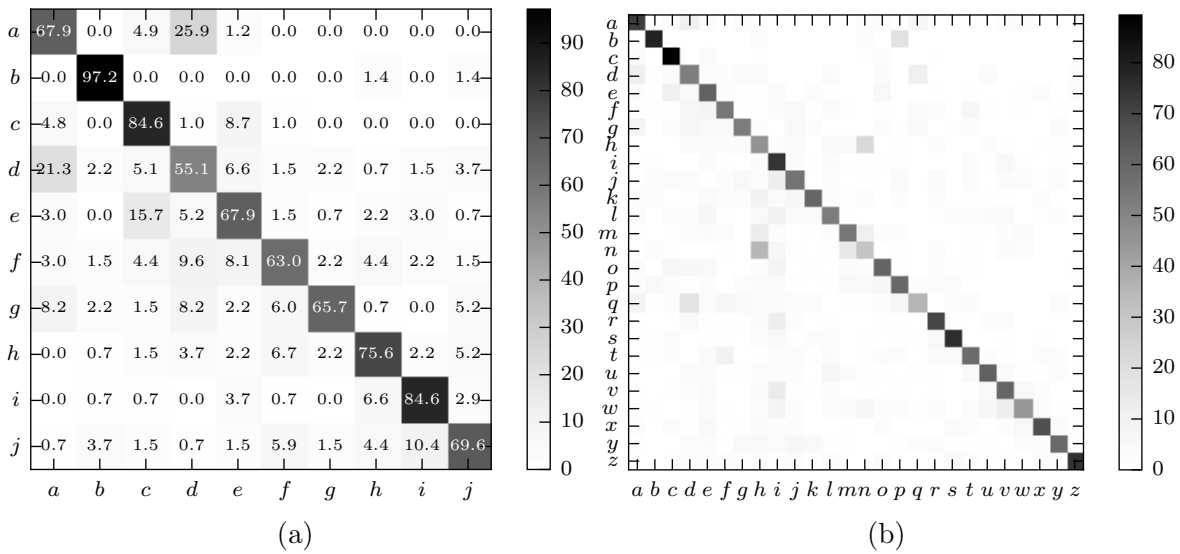 a 67.9 0.0 4.9 25.9 1.2 0.0 0.0 0.0 0.0 0.0
b 0.0 97.2 0.0 0.0 0.0 0.0 0.0 1.4 0.0 1.4
c 4.8 0.0 84.6 1.0 8.7 1.0 0.0 0.0 0.0 0.0
d 21.3 2.2 5.1 55.1 6.6 1.5 2.2 0.7 1.5 3.7
e 3.0 0.0 15.7 5.2 67.9 1.5 0.7 2.2 3.0 0.7
f 3.0 1.5 4.4 9.6 8.1 63.0 2.2 4.4 2.2 1.5
g 8.2 2.2 1.5 8.2 2.2 6.0 65.7 0.7 0.0 5.2
h 0.0 0.7 1.5 3.7 2.2 6.7 2.2 75.6 2.2 5.2
i 0.0 0.7 0.7 0.0 3.7 0.7 0.0 6.6 84.6 2.9
j 0.7 3.7 1.5 0.7 1.5 5.9 1.5 4.4 10.4 69.6
a b c d e f g h i j
90
80
70
60
50
40
30
20
10
0
(a)
a
b
c
d
e
f
g
h
i
j
k
l
m
n
o
p
q
r
s
t
u
v
w
x
y
z
a b c d e f g h i j k l m n o p q r s t u v w x y z
80
70
60
50
40
30
20
10
0
(b)